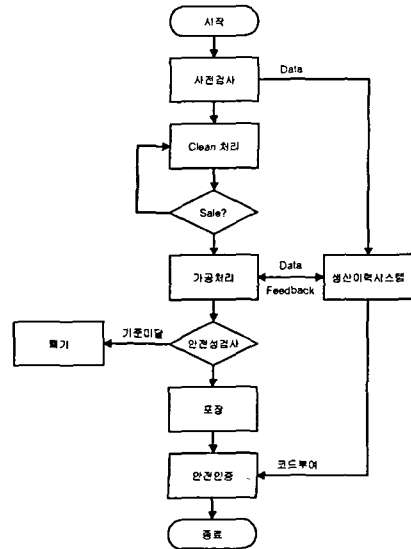 시작
사전검사
Data
Clean 처리
Sale?
가공처리
Data
Feedback
생산이력시스템
기준미달
폐기
안전성검사
포장
코드부여
안전인증
종료